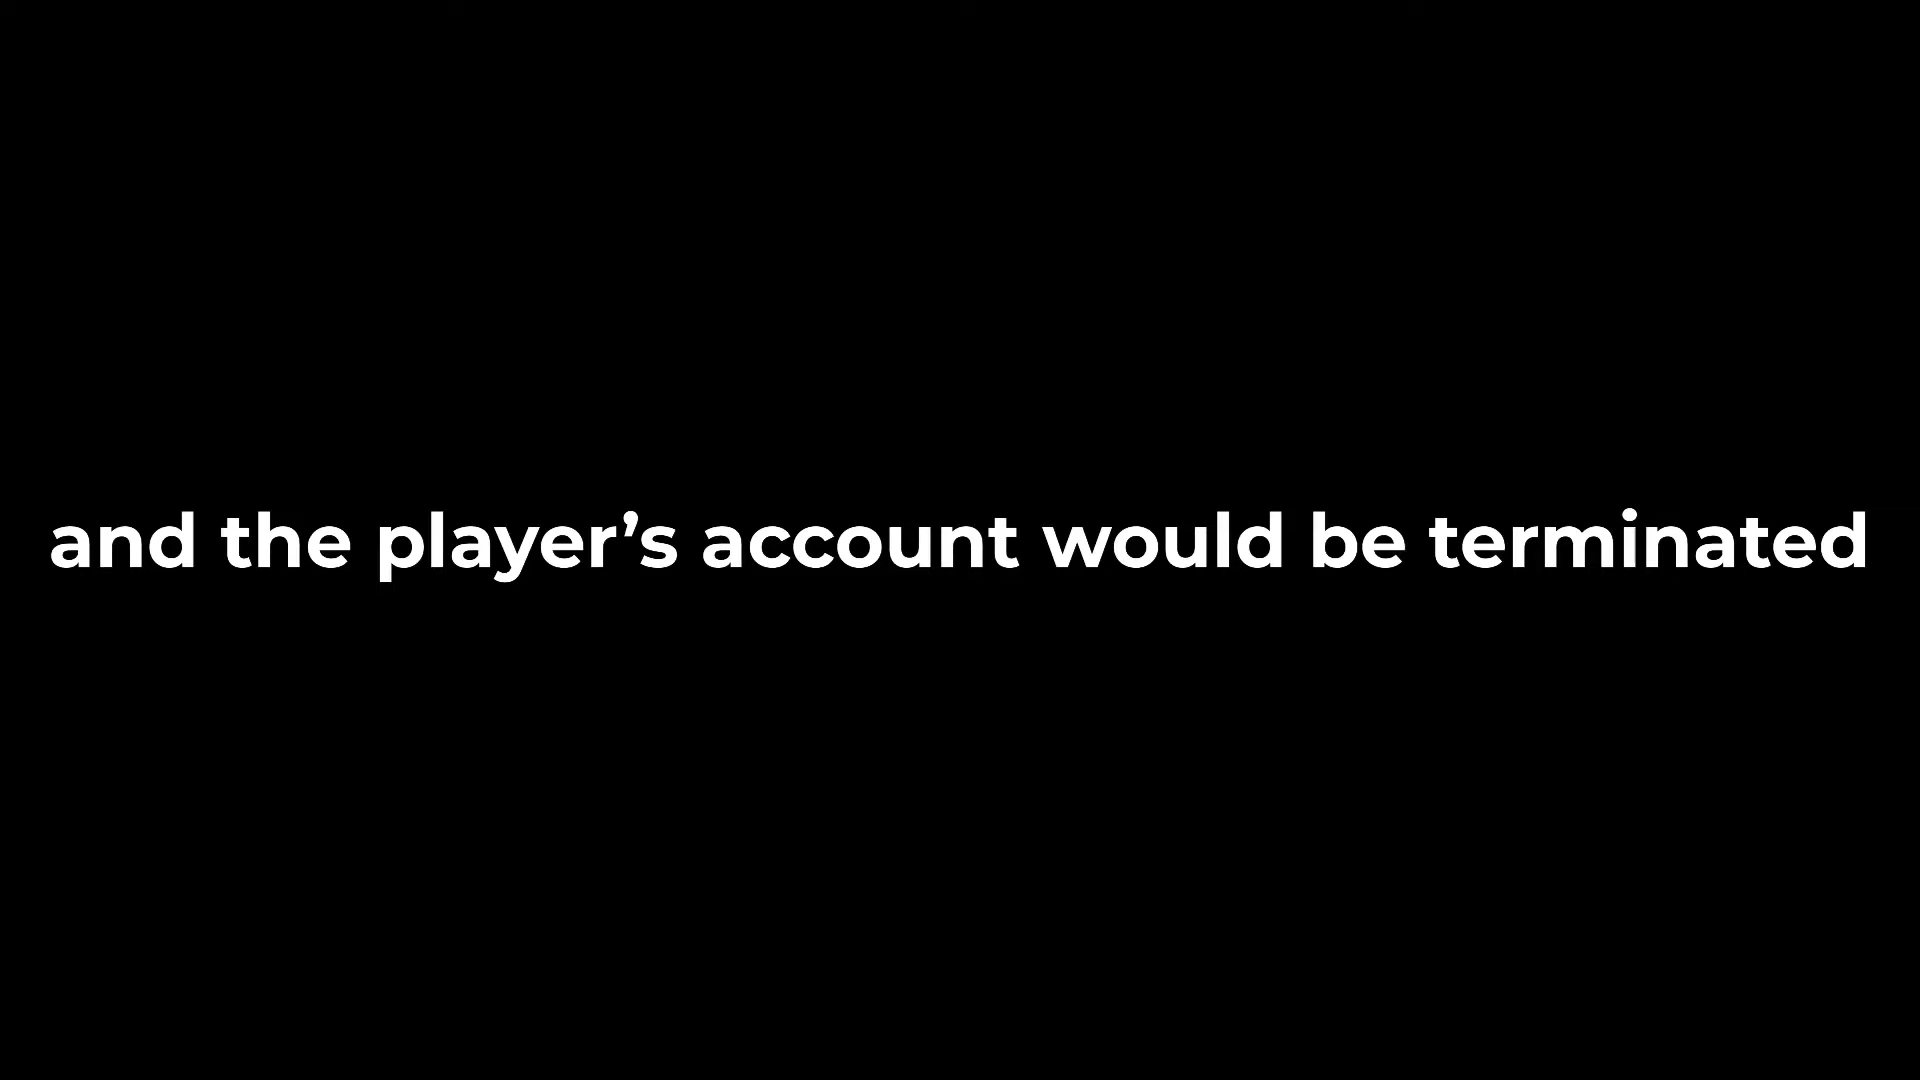 and the player’s account would be terminated